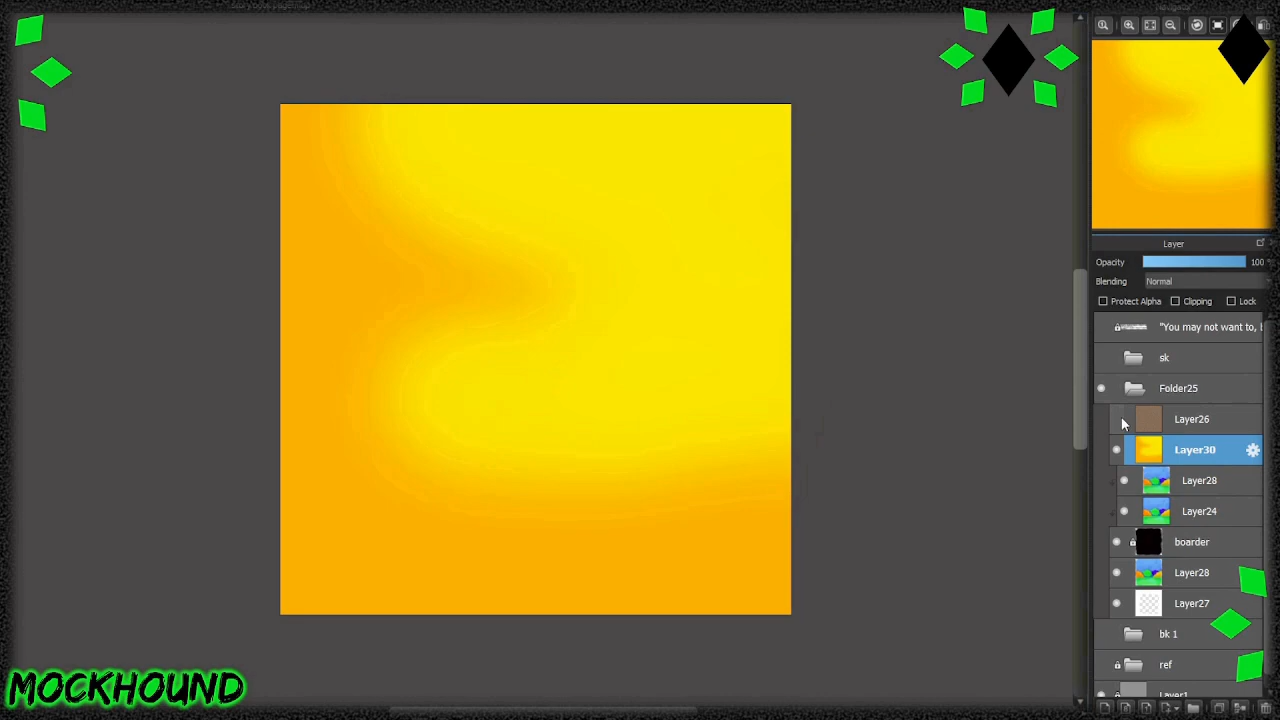 Layer
Opacity 100
Blending Normal
Protect Alpha Clipping Lock
"You may not want to,
sk
Folder25
Layer26
Layer30
Layer28
Layer24
boarder
Layer28
Layer27
bk 1
ref
Layer1
MOCKHOUND